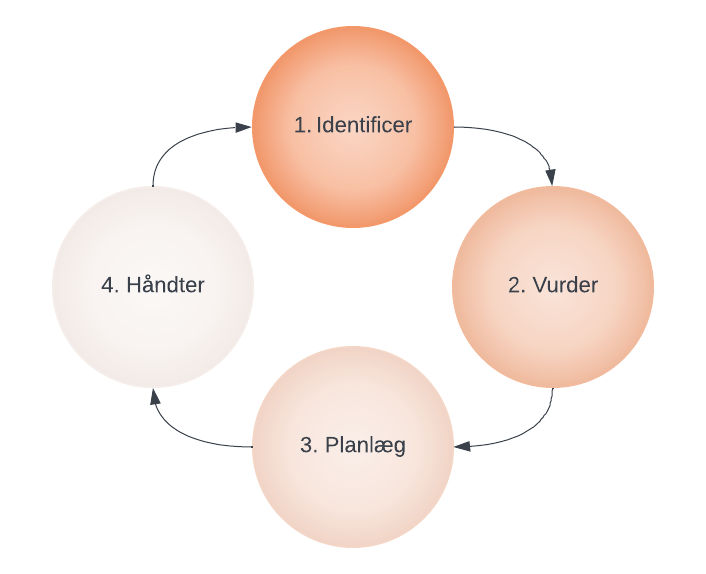 1. Identificer
2. Vurder
3. Planlæg
4. Håndter